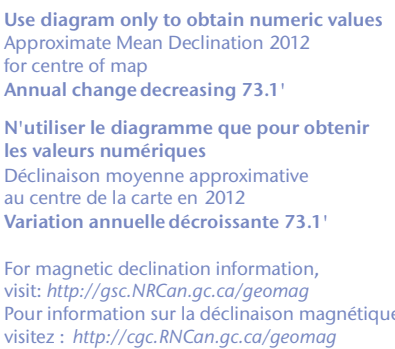 Use diagram only to obtain numeric values
Approximate Mean Declination 2012
for centre of map
Annual change decreasing 73.1'
N'utiliser le diagramme que pour obtenir
les valeurs numériques
Déclinaison moyenne approximative
au centre de la carte en 2012
Variation annuelle décroissante 73.1'
For magnetic declination information,
visit: http://gsc.NRCan.gc.ca/geomag
Pour information sur la déclinaison magnétique
visitez : http://cgc.RNCan.gc.ca/geomag